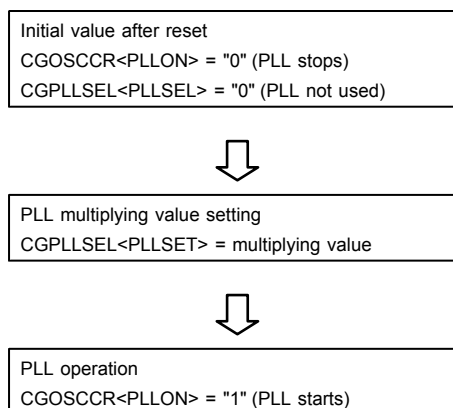 Initial value after reset
CGOSCCR<PLLON> = "0" (PLL stops)
CGPLLSEL<PLLSEL> = "0" (PLL not used)
PLL multiplying value setting
CGPLLSEL<PLLSET> = multiplying value
PLL operation
CGOSCCR<PLLON> = "1" (PLL starts)